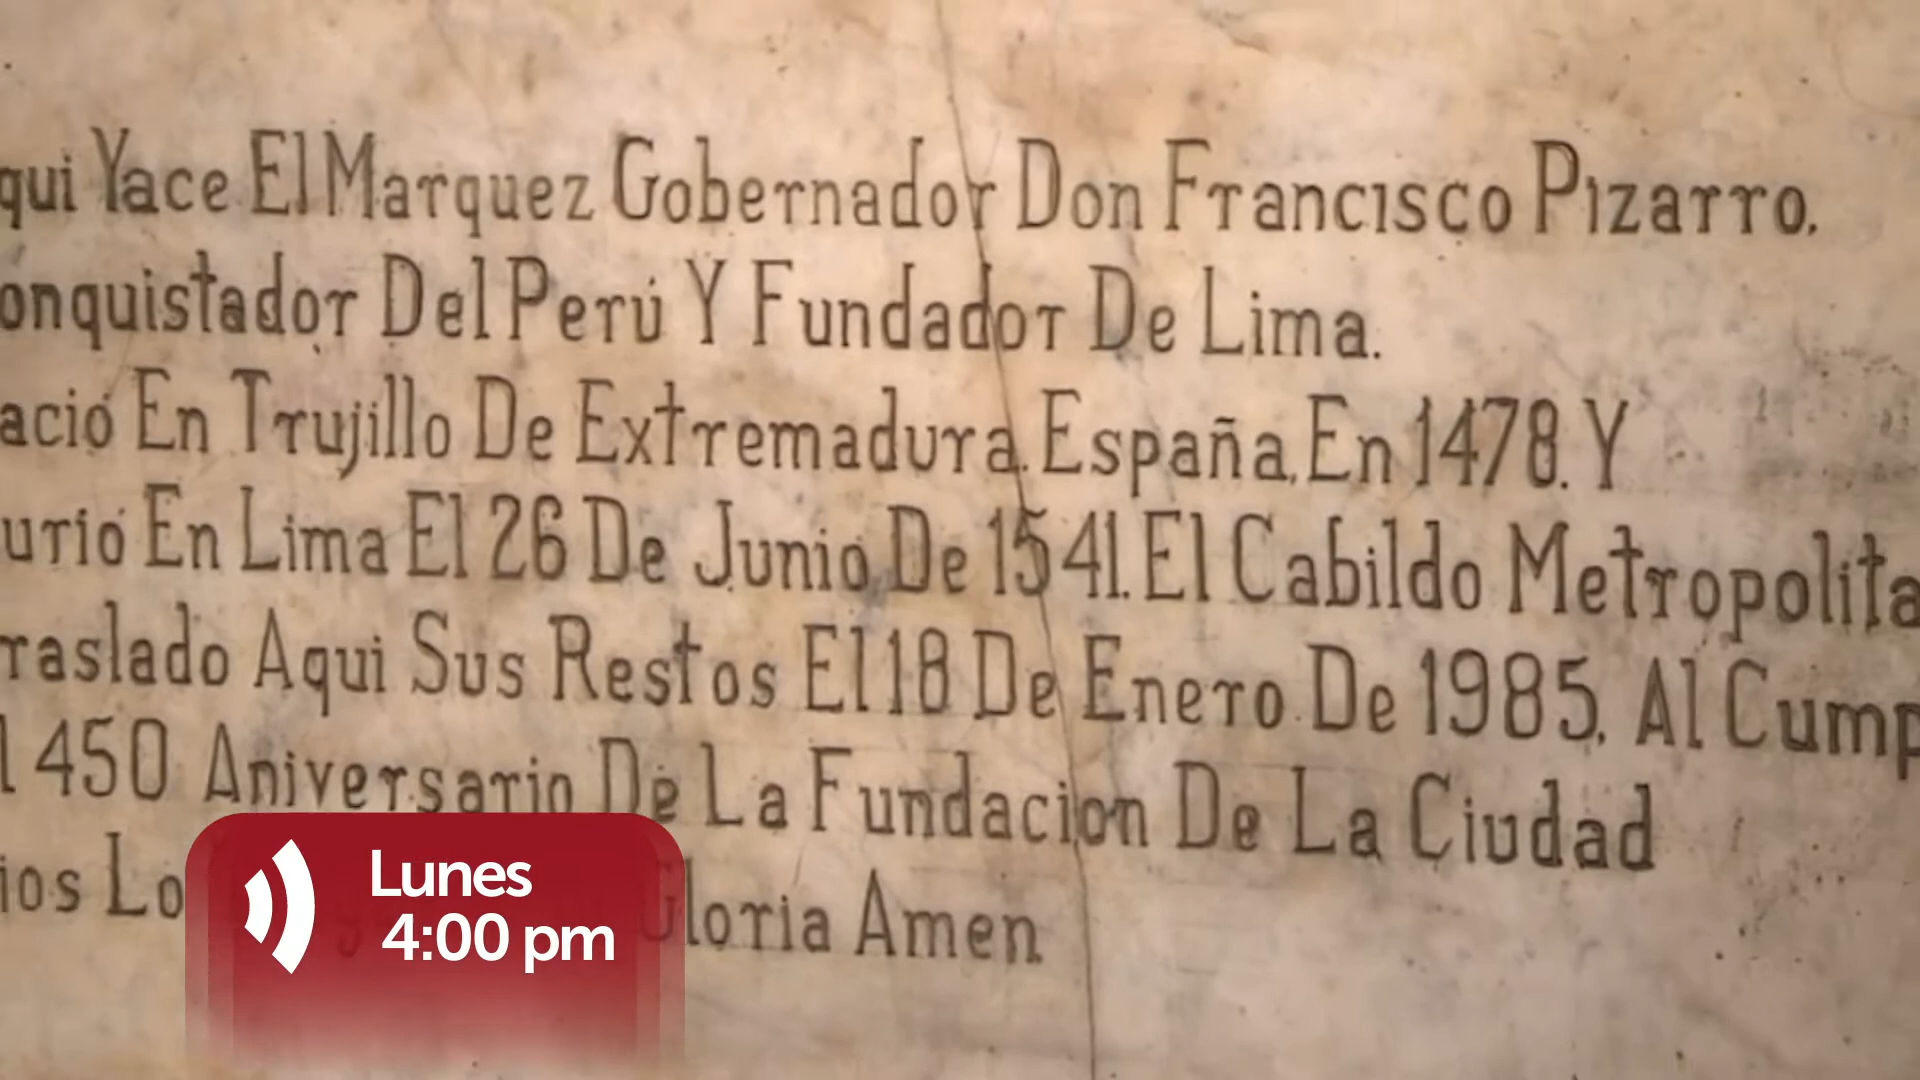 qui Yace El Marquez Gobernador Don Francisco Pizarro.
onquistador Del Perú Y Fundador De Lima.
ació En Trujillo De Extremadura. España, En 1478. Y
urió En Lima El 26 De Junio De 1541. El Cabildo Metropolita
raslado Aqui Sus Restos El 18 De Enero De 1985. Al Cump
l 450 Aniversario De La Fundacion De La Ciudad
ios Lo Gloria Amen
Lunes
4:00 pm